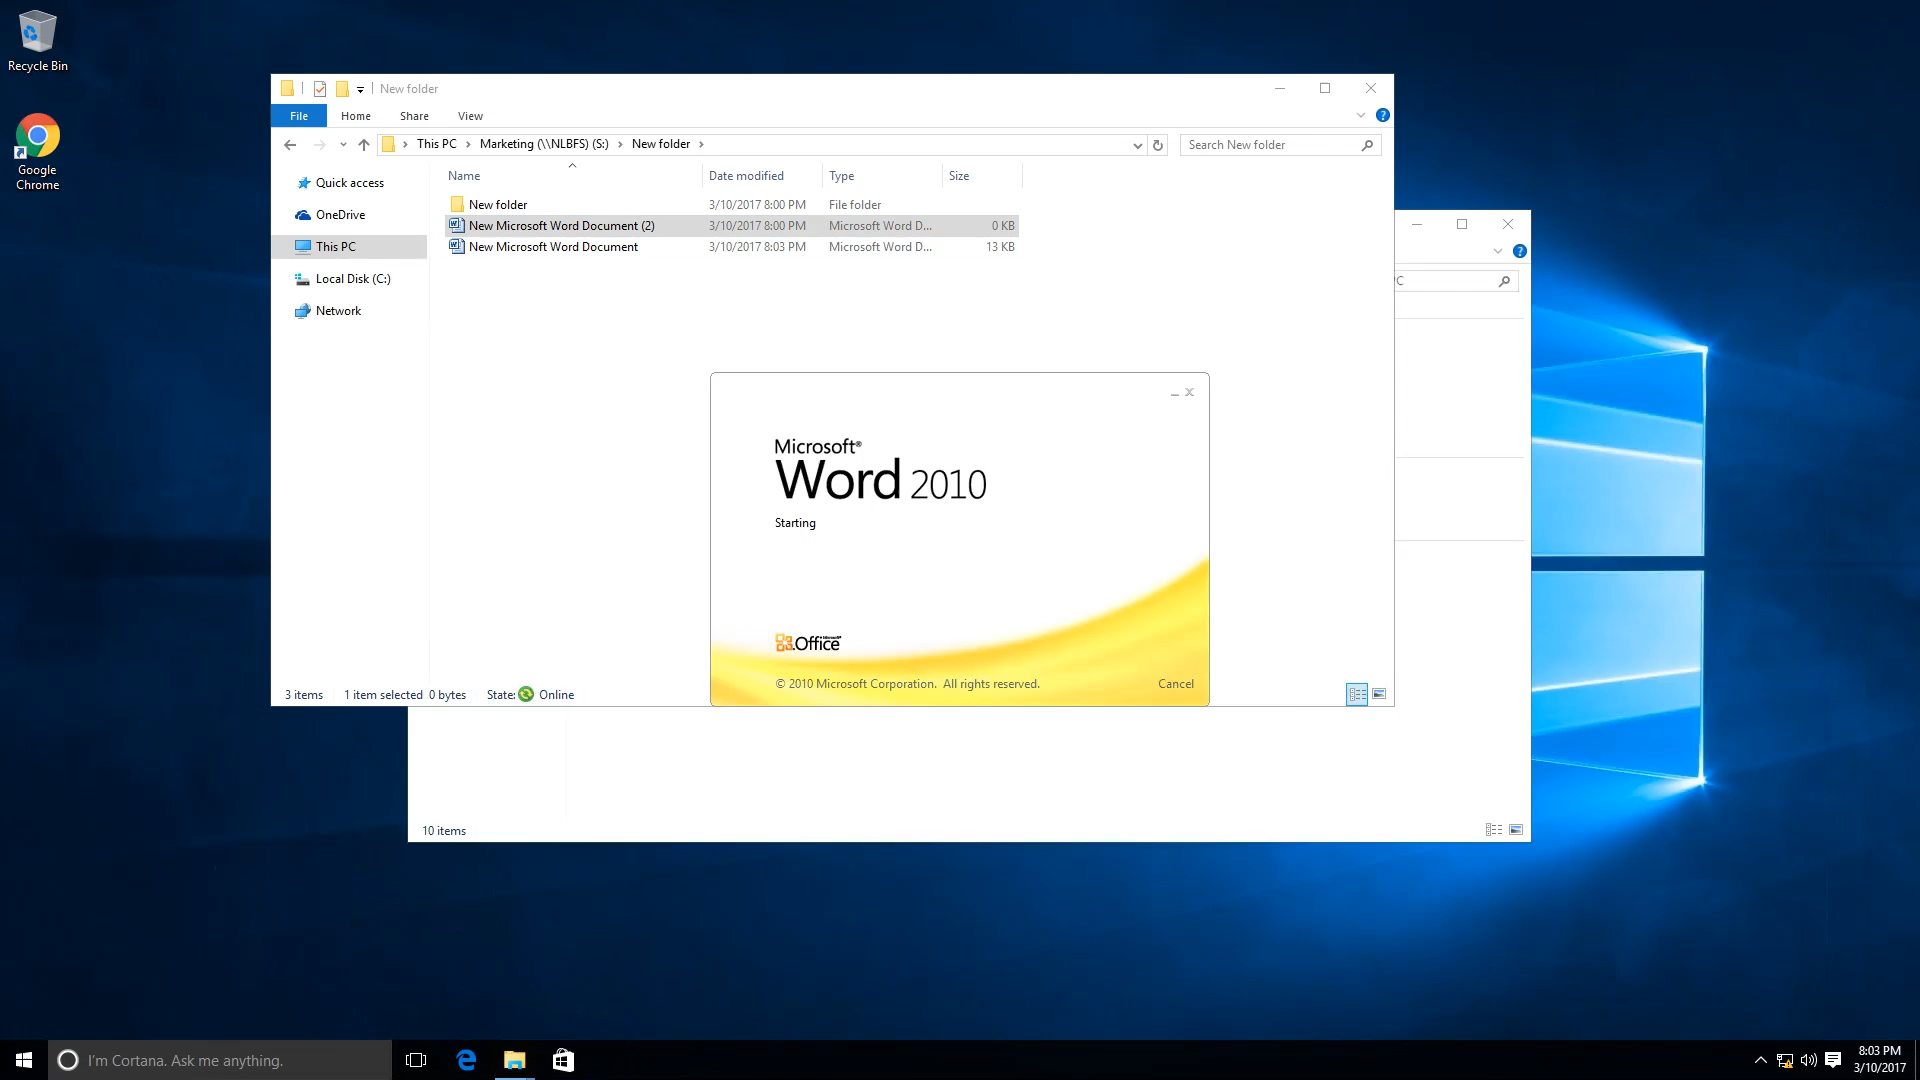 Recycle Bin
Google
Chrome
New folder
File Home Share View
This PC Marketing (\\NLBFS) (S:) New folder
Search New folder
Name Date modified Type Size
Quick access
OneDrive
This PC
Local Disk (C:)
Network
New folder 3/10/2017 8:00 PM File folder
New Microsoft Word Document (2) 3/10/2017 8:00 PM Microsoft Word D... 0 KB
New Microsoft Word Document 3/10/2017 8:03 PM Microsoft Word D... 13 KB
Microsoft®
Word 2010
Starting
Microsoft®
Office
© 2010 Microsoft Corporation. All rights reserved. Cancel
3 items 1 item selected 0 bytes State: Online
10 items
I'm Cortana. Ask me anything.
8:03 PM
3/10/2017